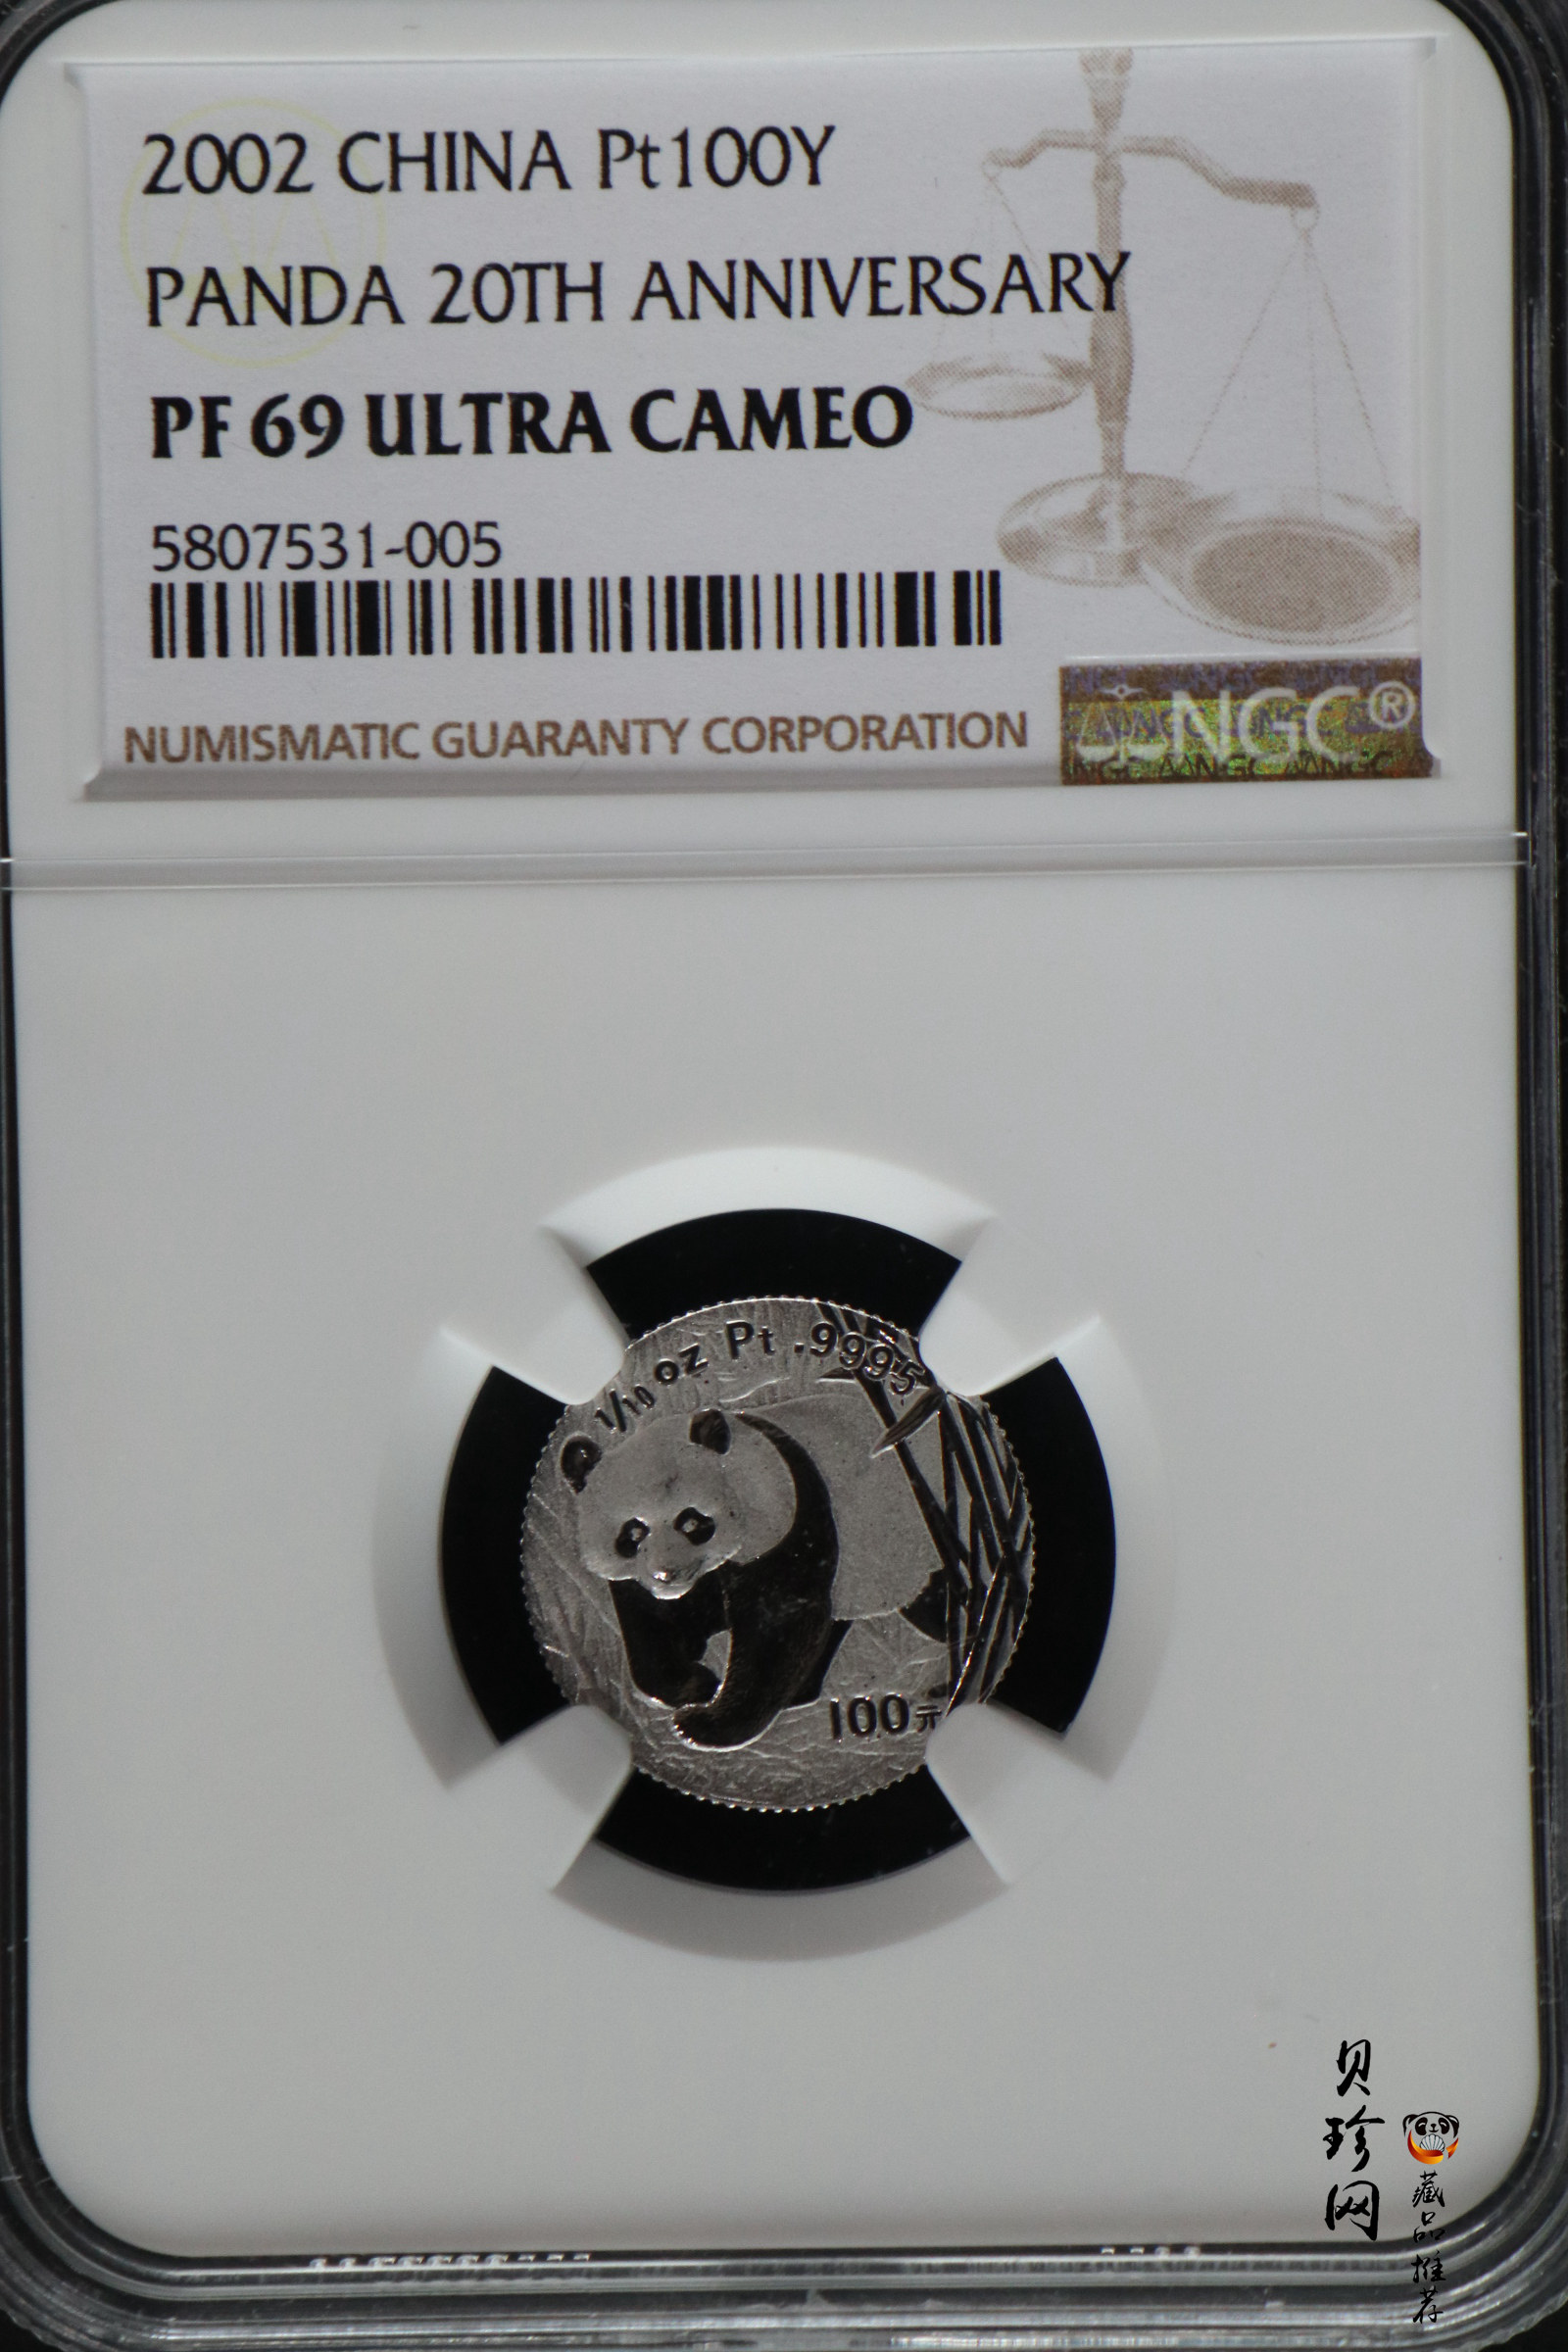 2002 CHINA Pt100Y
PANDA 20TH ANNIVERSARY
PF 69 ULTRA CAMEO
5807531-005
NUMISMATIC GUARANTY CORPORATION
NGC®
1/10 oz Pt .9995
100元
贝珍网
藏品推荐